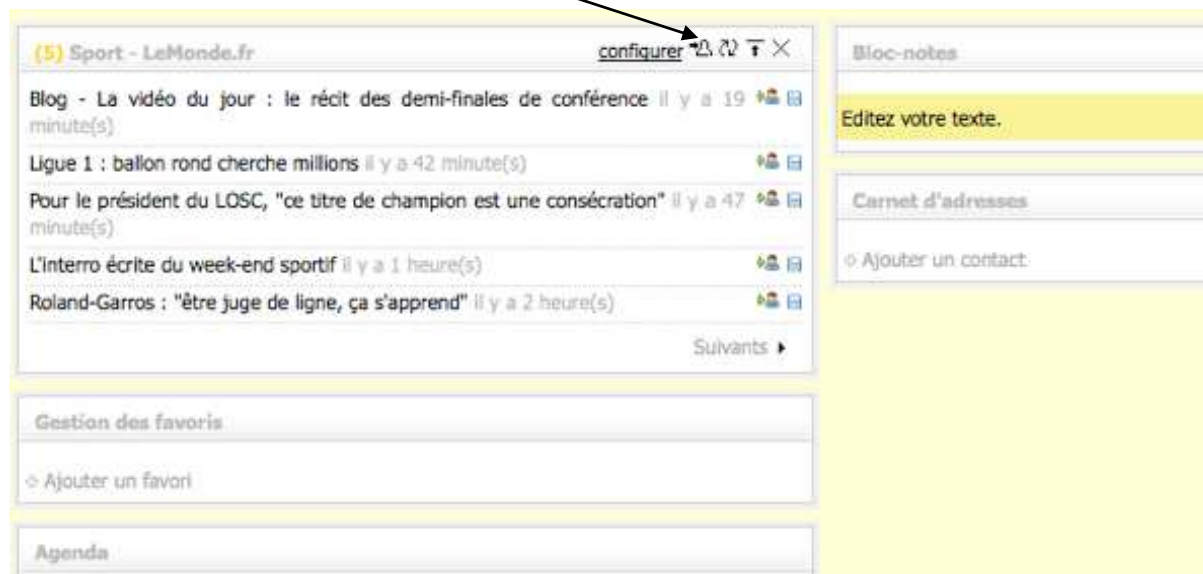 (5) Sport - LeMonde.fr configurer
Blog - La vidéo du jour : le récit des demi-finales de conférence il y a 19
minute(s)
Ligue 1 : ballon rond cherche millions il y a 42 minute(s)
Pour le président du LOSC, "ce titre de champion est une consécration" il y a 47
minute(s)
L'interro écrite du week-end sportif il y a 1 heure(s)
Roland-Garros : "être juge de ligne, ça s'apprend" il y a 2 heure(s)
Suivants
Gestion des favoris
Ajouter un favori
Agenda
Bloc-notes
Editez votre texte.
Carnet d'adresses
Ajouter un contact